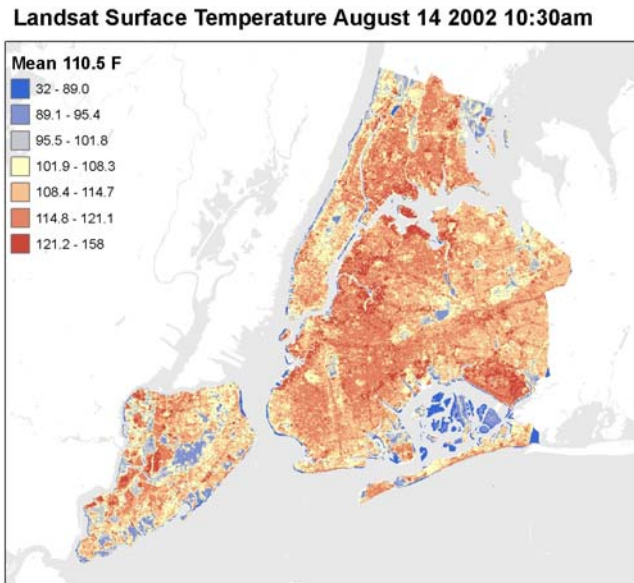 Landsat Surface Temperature August 14 2002 10:30am
Mean 110.5 F
32 - 89.0
89.1 - 95.4
95.5 - 101.8
101.9 - 108.3
108.4 - 114.7
114.8 - 121.1
121.2 - 158